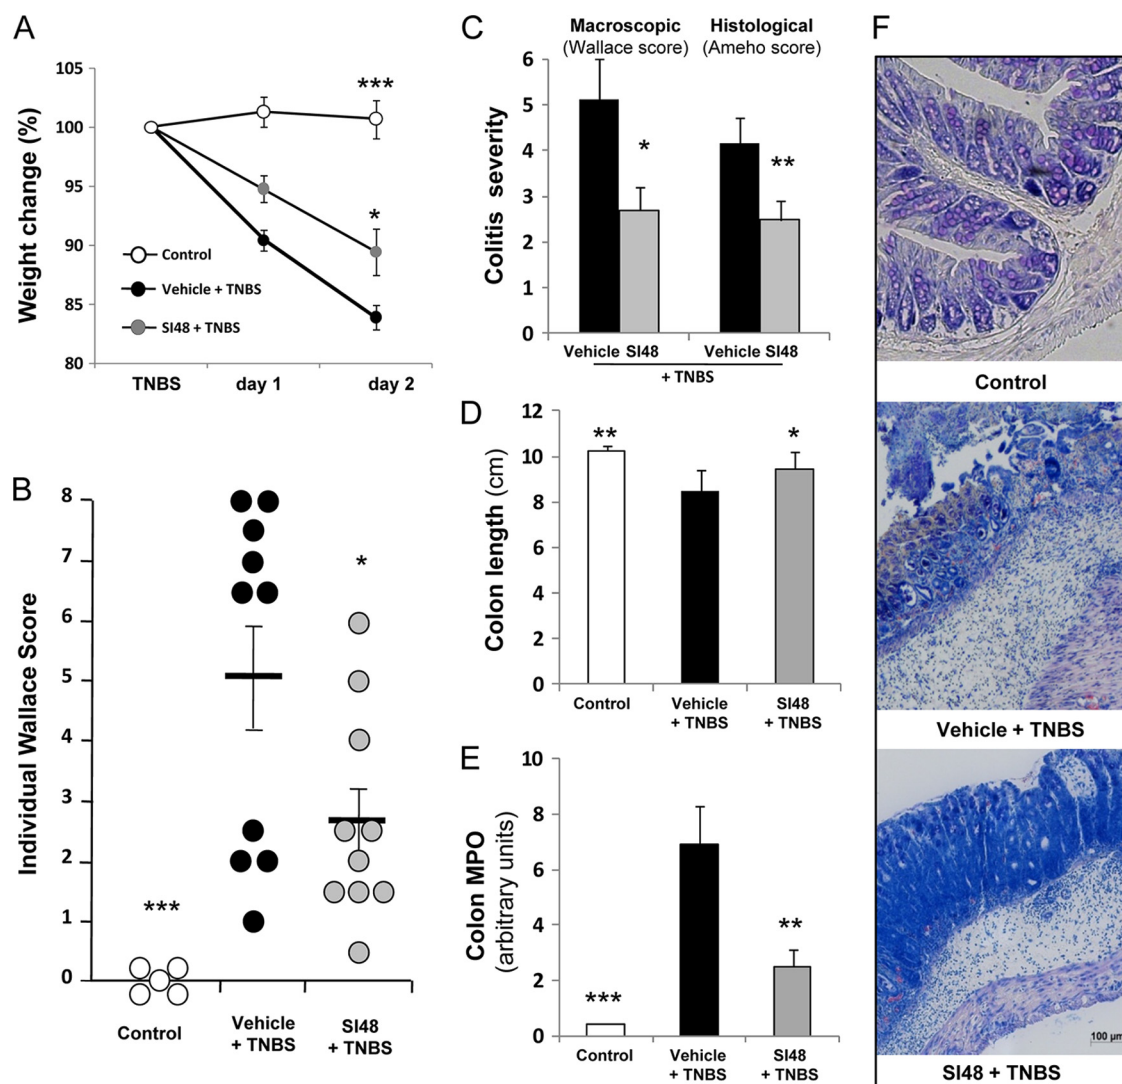 A
Weight change (%)
105
100
95
90
85
80
***
*
Control
Vehicle + TNBS
SI48 + TNBS
TNBS day 1 day 2
B
Individual Wallace Score
8
7
6
5
4
3
2
1
0
***
*
Control
Vehicle
+ TNBS
SI48
+ TNBS
C
Macroscopic
(Wallace score)
Histological
(Ameho score)
Colitis severity
6
5
4
3
2
1
0
*
**
Vehicle SI48
Vehicle SI48
+ TNBS
D
Colon length (cm)
12
10
8
6
4
2
0
**
*
Control
Vehicle
+ TNBS
SI48
+ TNBS
E
Colon MPO
(arbitrary units)
10
8
6
4
2
0
***
**
Control
Vehicle
+ TNBS
SI48
+ TNBS
F
Control
Vehicle + TNBS
100 µm
SI48 + TNBS